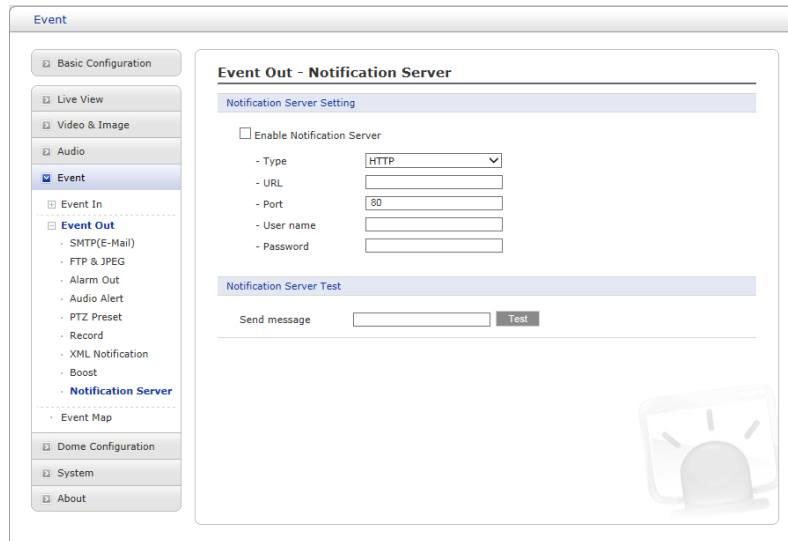 Event
Basic Configuration
Live View
Video & Image
Audio
Event
Event In
Event Out
SMTP(E-Mail)
FTP & JPEG
Alarm Out
Audio Alert
PTZ Preset
Record
XML Notification
Boost
Notification Server
Event Map
Dome Configuration
System
About
Event Out - Notification Server
Notification Server Setting
Enable Notification Server
- Type HTTP
- URL
- Port 80
- User name
- Password
Notification Server Test
Send message Test